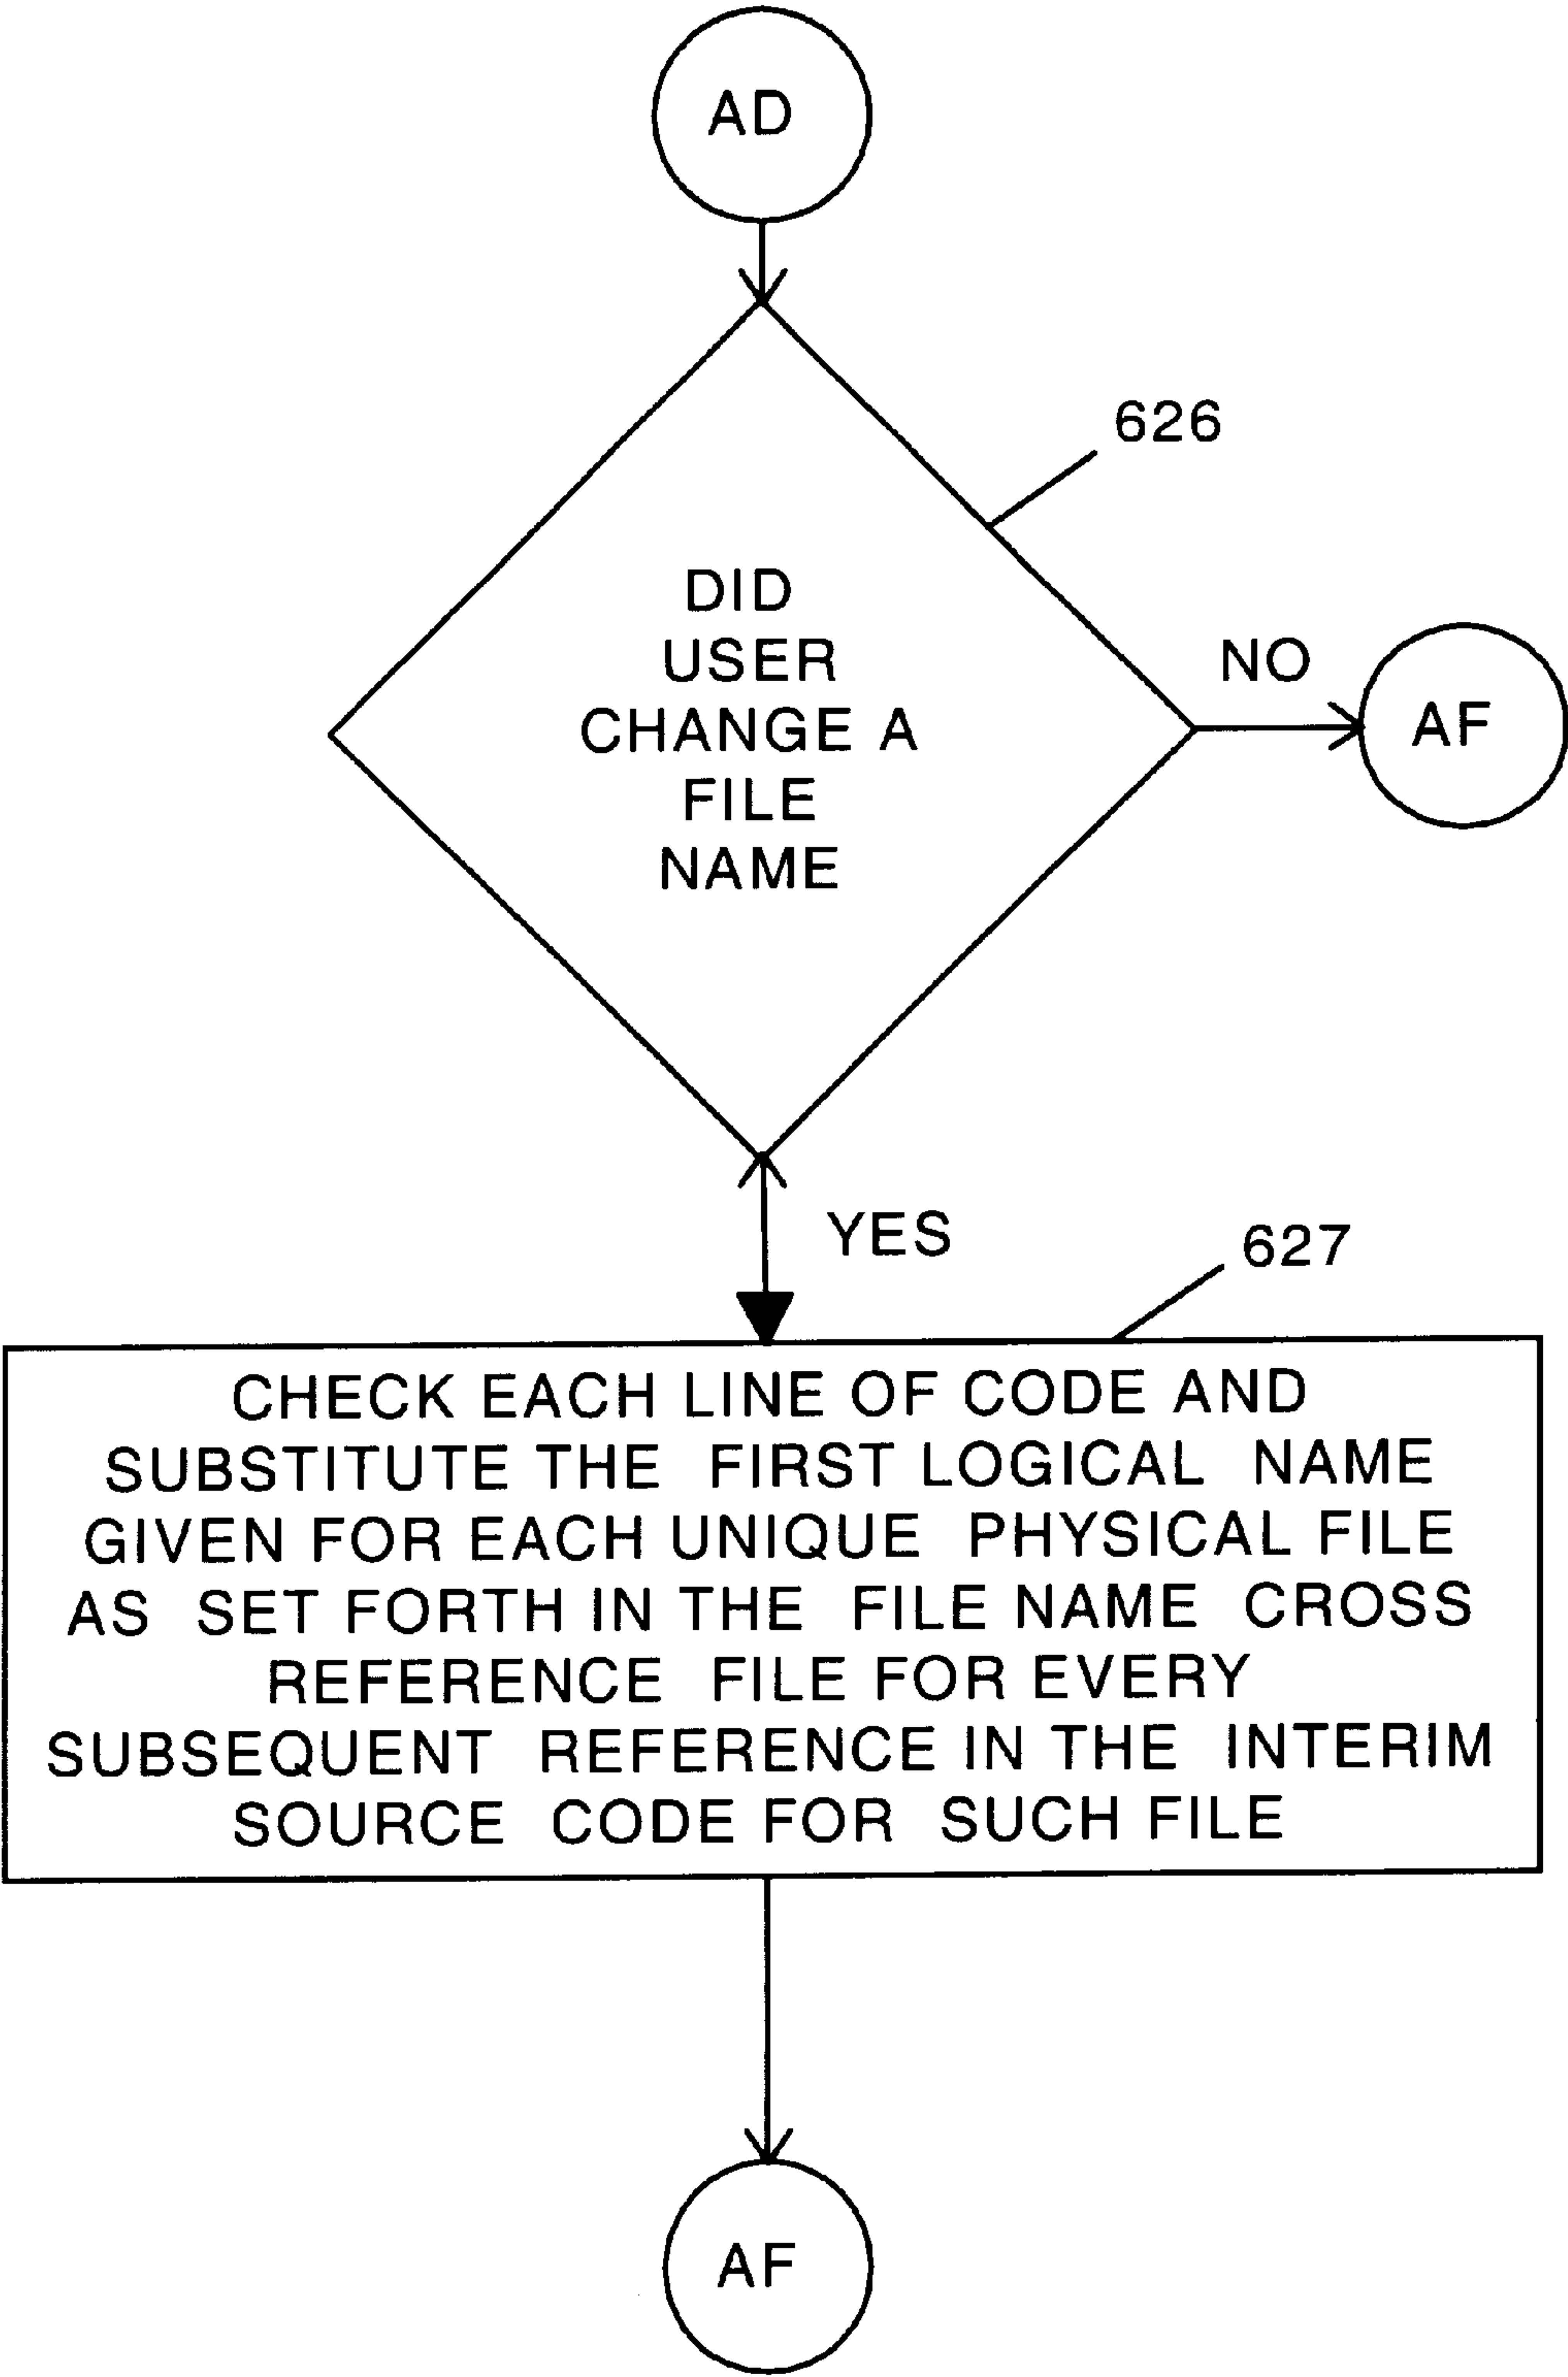 AD
626
DID
USER
CHANGE A
FILE
NAME
NO
AF
YES
627
CHECK EACH LINE OF CODE AND
SUBSTITUTE THE FIRST LOGICAL NAME
GIVEN FOR EACH UNIQUE PHYSICAL FILE
AS SET FORTH IN THE FILE NAME CROSS
REFERENCE FILE FOR EVERY
SUBSEQUENT REFERENCE IN THE INTERIM
SOURCE CODE FOR SUCH FILE
AF